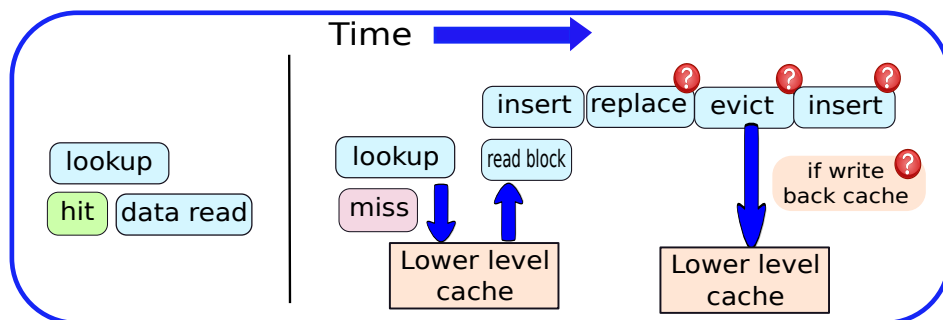 Time
lookup
hit
data read
lookup
miss
read block
Lower level
cache
insert
replace
?
evict
?
insert
?
if write
back cache
?
Lower level
cache